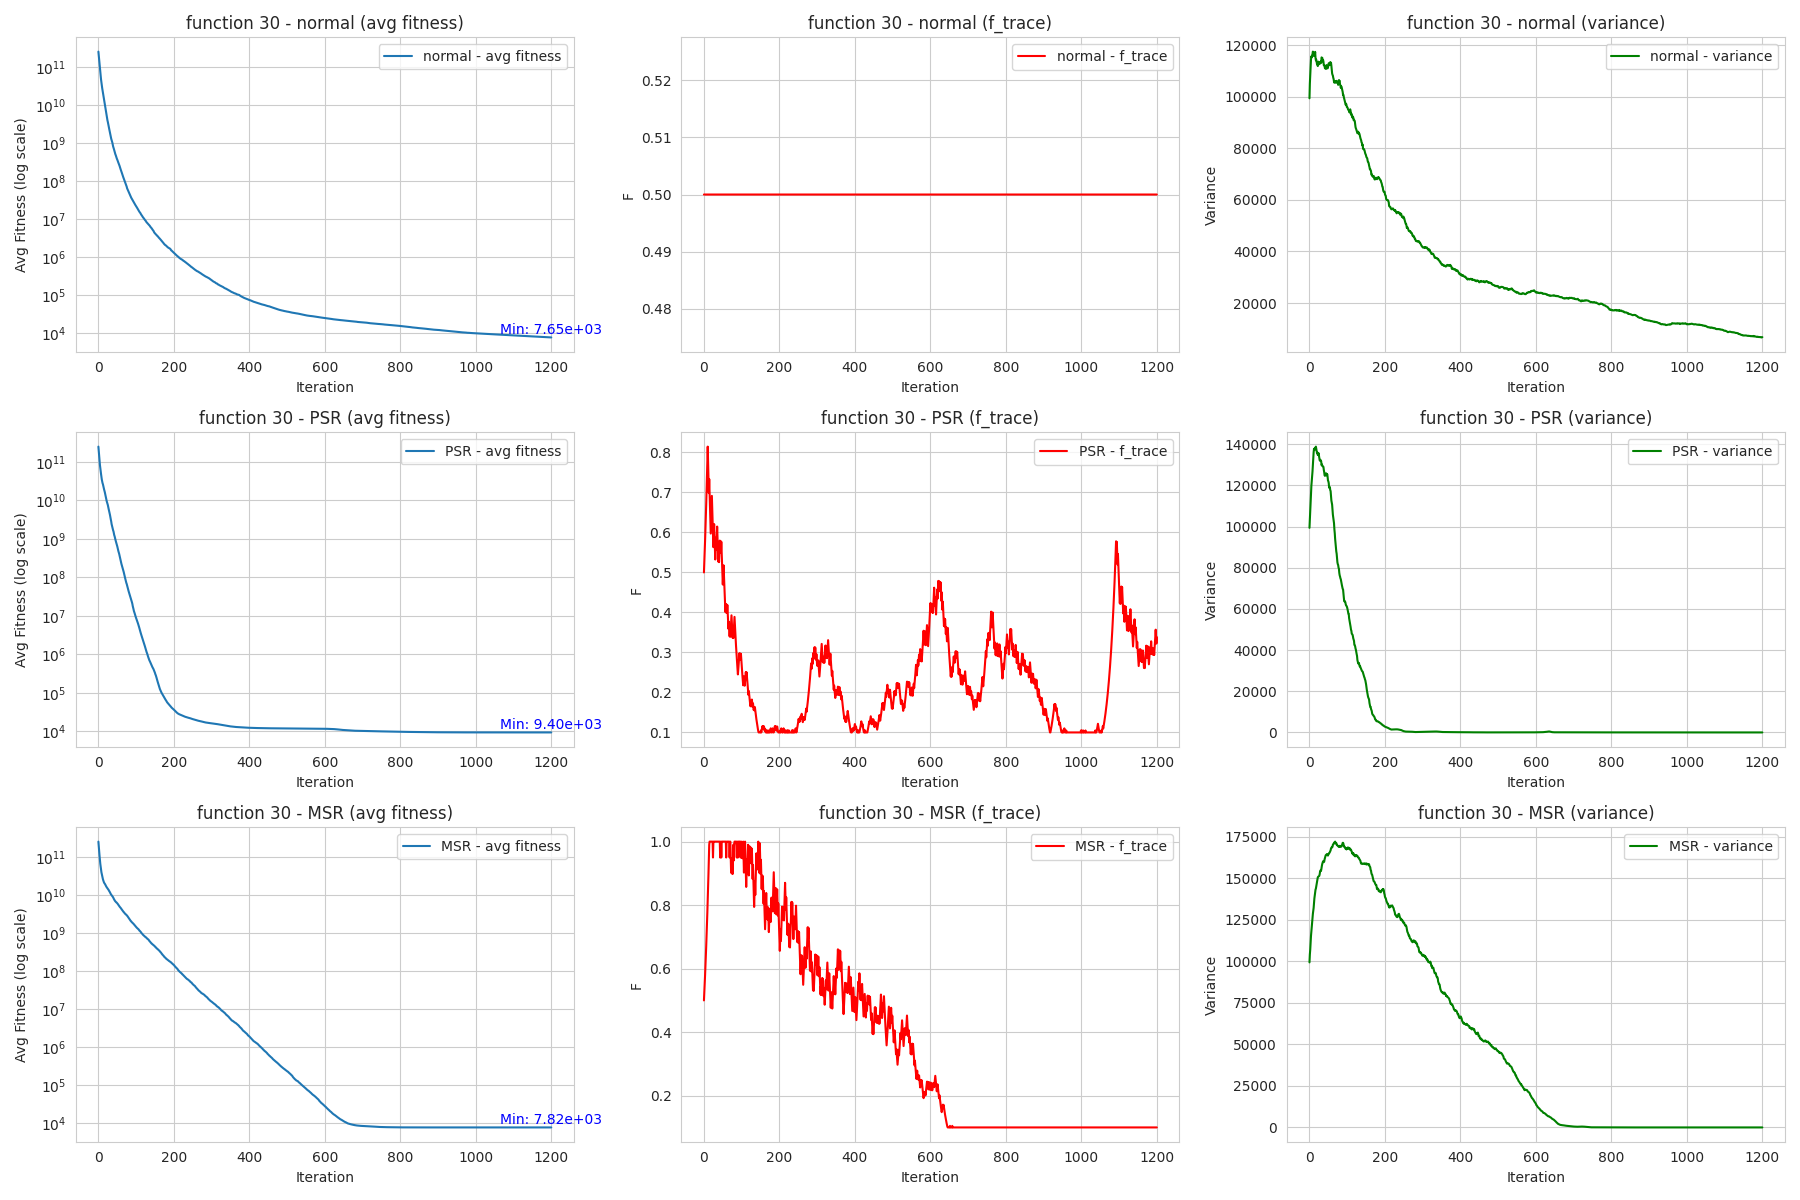 function 30 - normal (avg fitness)
normal - avg fitness
Avg Fitness (log scale)
10^11
10^10
10^9
10^8
10^7
10^6
10^5
10^4
Min: 7.65e+03
0 200 400 600 800 1000 1200
Iteration
function 30 - normal (f_trace)
normal - f_trace
F
0.52
0.51
0.50
0.49
0.48
0 200 400 600 800 1000 1200
Iteration
function 30 - normal (variance)
normal - variance
Variance
120000
100000
80000
60000
40000
20000
0 200 400 600 800 1000 1200
Iteration
function 30 - PSR (avg fitness)
PSR - avg fitness
Avg Fitness (log scale)
10^11
10^10
10^9
10^8
10^7
10^6
10^5
10^4
Min: 9.40e+03
0 200 400 600 800 1000 1200
Iteration
function 30 - PSR (f_trace)
PSR - f_trace
F
0.8
0.7
0.6
0.5
0.4
0.3
0.2
0.1
0 200 400 600 800 1000 1200
Iteration
function 30 - PSR (variance)
PSR - variance
Variance
140000
120000
100000
80000
60000
40000
20000
0
0 200 400 600 800 1000 1200
Iteration
function 30 - MSR (avg fitness)
MSR - avg fitness
Avg Fitness (log scale)
10^11
10^10
10^9
10^8
10^7
10^6
10^5
10^4
Min: 7.82e+03
0 200 400 600 800 1000 1200
Iteration
function 30 - MSR (f_trace)
MSR - f_trace
F
1.0
0.8
0.6
0.4
0.2
0 200 400 600 800 1000 1200
Iteration
function 30 - MSR (variance)
MSR - variance
Variance
175000
150000
125000
100000
75000
50000
25000
0
0 200 400 600 800 1000 1200
Iteration